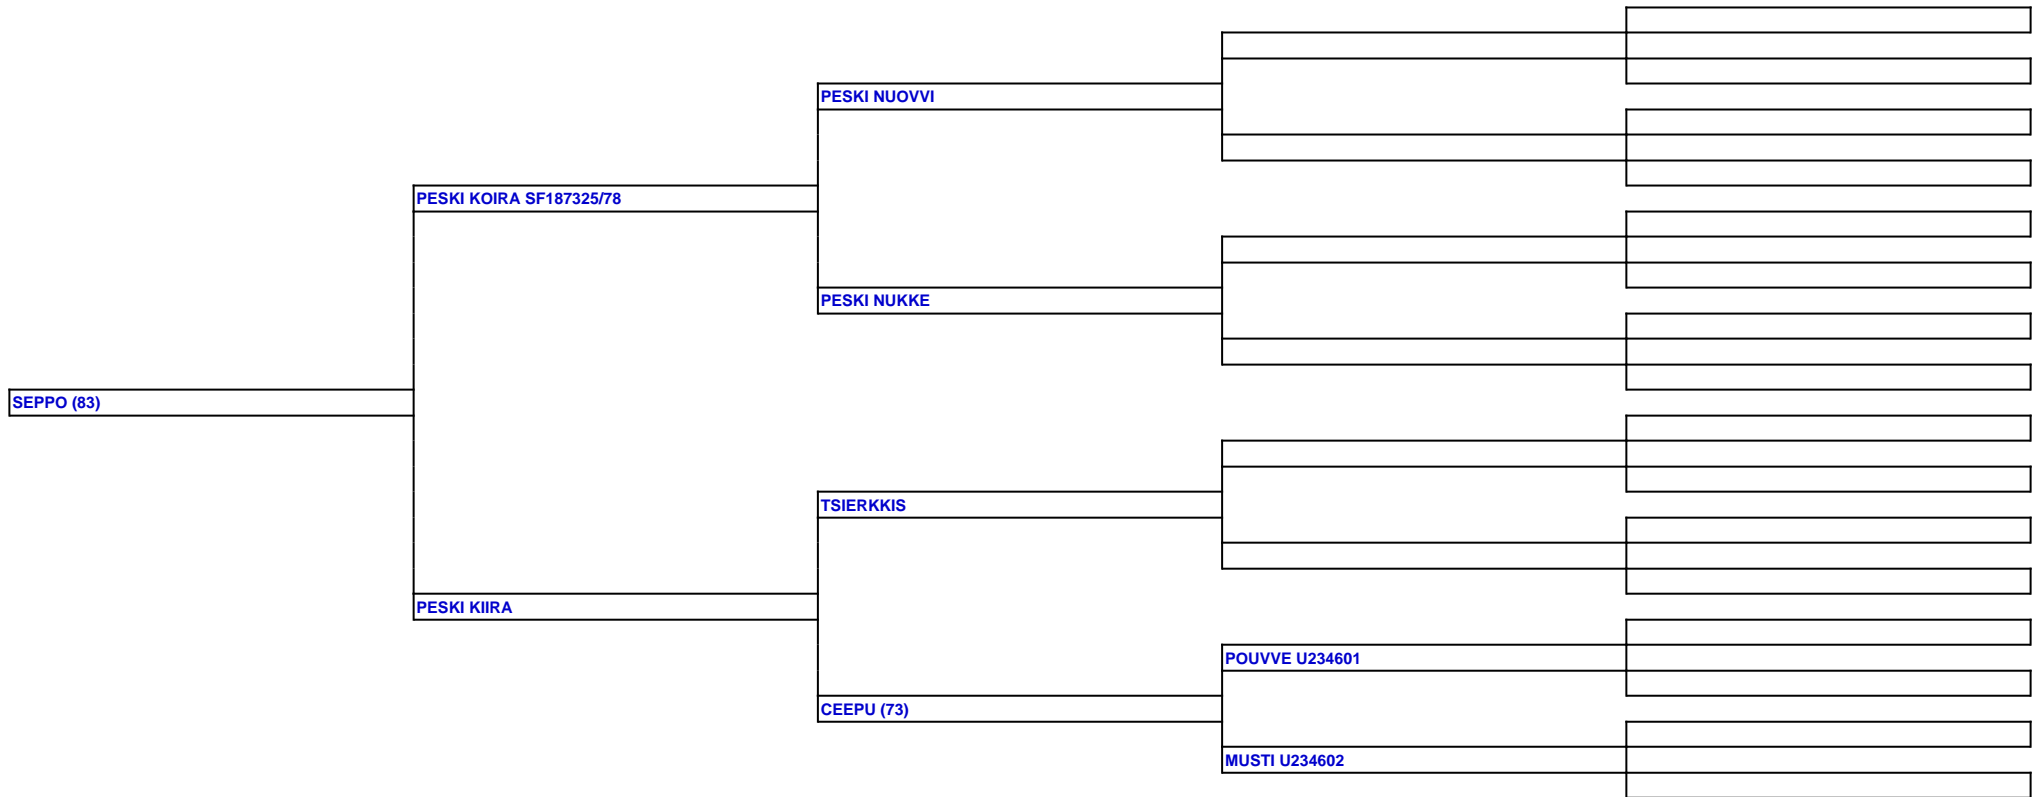 PESKI NUOVVI
PESKI KOIRA SF187325/78
PESKI NUKKE
SEPPO (83)
TSIERKKIS
PESKI KIIRA
POUVVE U234601
CEEPU (73)
MUSTI U234602